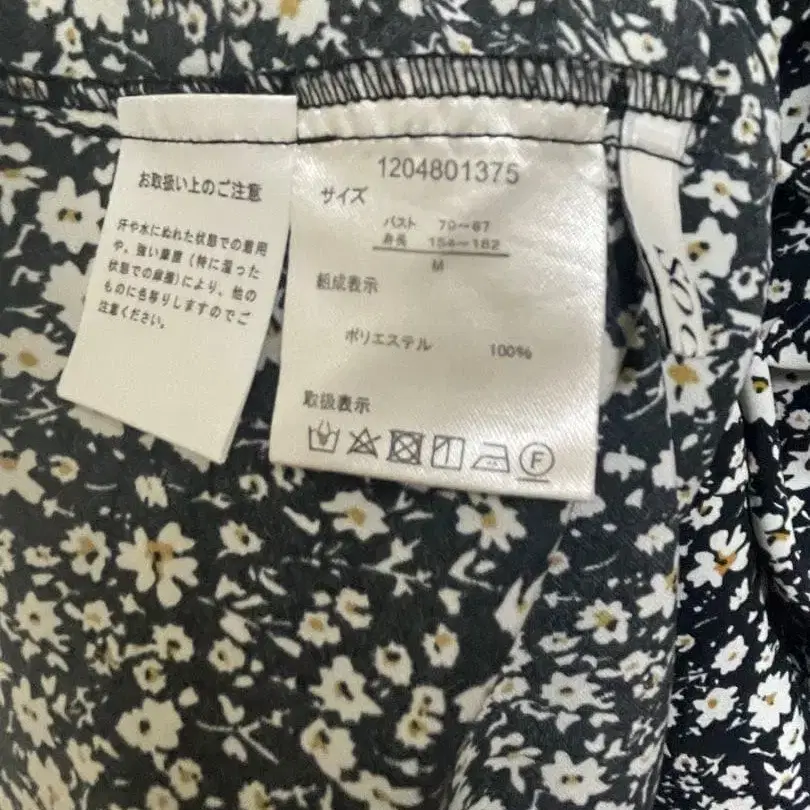 お取扱い上のご注意
汗や水にぬれた状態での着用
や、強い摩擦（特に湿った
状態での摩擦）により、他の
ものに色移りしますのでご
注意ください。
1204801375
サイズ
バスト 79〜87
身長 154〜162
M
組成表示
ポリエステル 100%
取扱表示
F